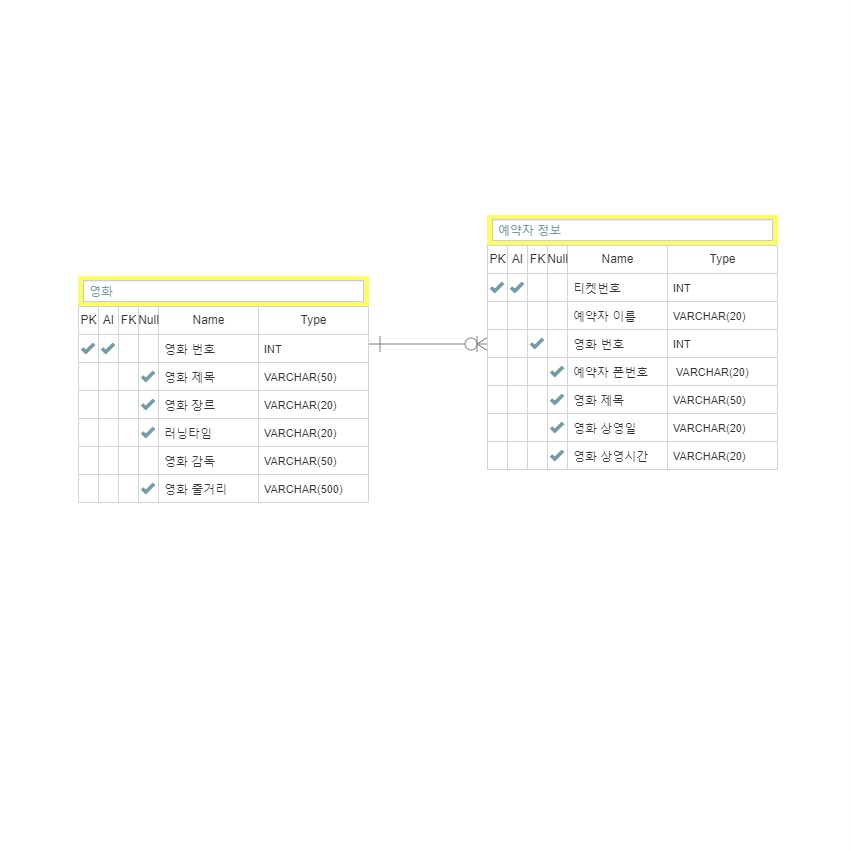 예약자 정보
PK AI FK Null Name Type
티켓번호 INT
예약자 이름 VARCHAR(20)
영화 번호 INT
예약자 폰번호 VARCHAR(20)
영화 제목 VARCHAR(50)
영화 상영일 VARCHAR(20)
영화 상영시간 VARCHAR(20)
영화
PK AI FK Null Name Type
영화 번호 INT
영화 제목 VARCHAR(50)
영화 장르 VARCHAR(20)
러닝타임 VARCHAR(20)
영화 감독 VARCHAR(50)
영화 줄거리 VARCHAR(500)